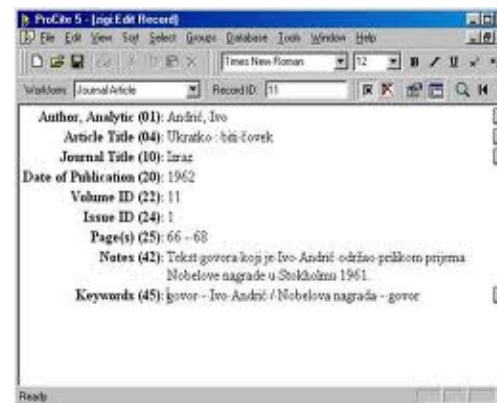 ProCite 5 - [zigi:Edit Record]
File Edit View Sort Select Groups Database Tools Window Help
Times New Roman 12 B I U
Workform: Journal Article Record ID: 11
Author, Analytic (01): Andrić, Ivo
Article Title (04): Ukratko : biti čovek
Journal Title (10): Izraz
Date of Publication (20): 1962
Volume ID (22): 11
Issue ID (24): 1
Page(s) (25): 66 - 68
Notes (42): Tekst govora koji je Ivo Andrić održao prilikom prijema
Nobelove nagrade u Stokholmu 1961.
Keywords (45): govor - Ivo Andrić / Nobelova nagrada - govor
Ready